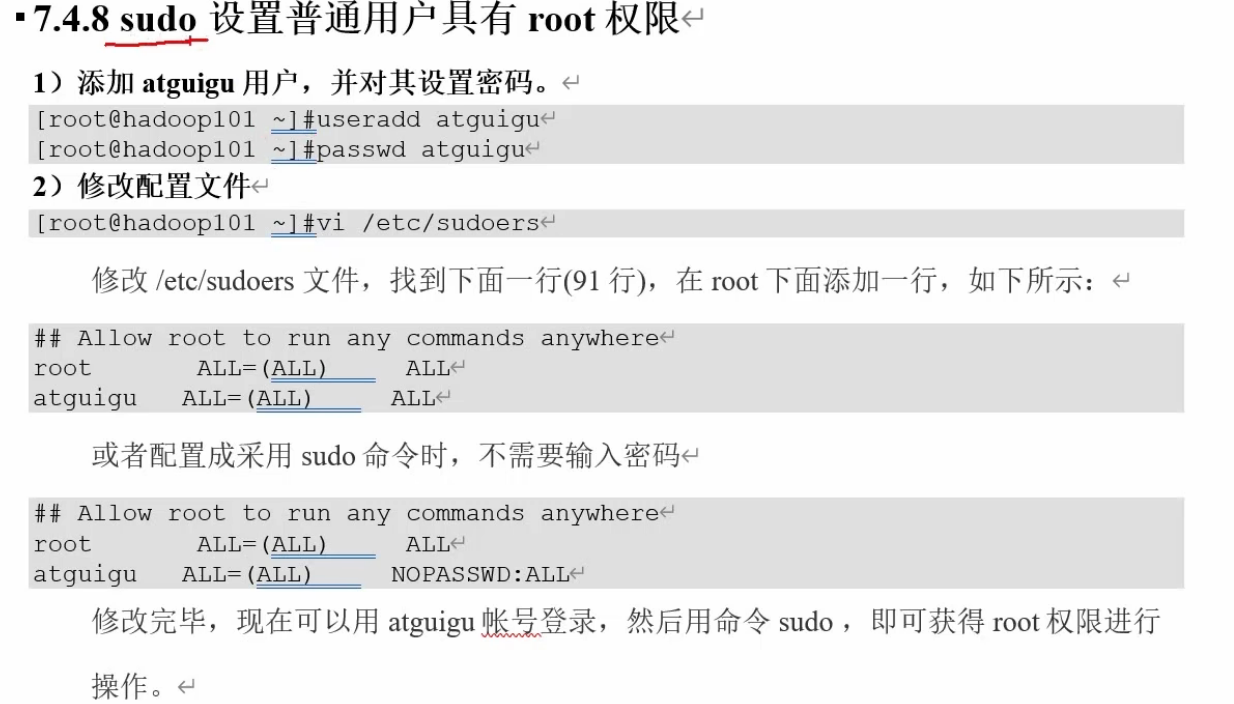 ▪ 7.4.8 sudo 设置普通用户具有 root 权限↵
1）添加 atguigu 用户，并对其设置密码。↵
[root@hadoop101 ~]#useradd atguigu↵
[root@hadoop101 ~]#passwd atguigu↵
2）修改配置文件↵
[root@hadoop101 ~]#vi /etc/sudoers↵
修改 /etc/sudoers 文件，找到下面一行(91 行)，在 root 下面添加一行，如下所示：↵
## Allow root to run any commands anywhere↵
root ALL=(ALL) ALL↵
atguigu ALL=(ALL) ALL↵
或者配置成采用 sudo 命令时，不需要输入密码↵
## Allow root to run any commands anywhere↵
root ALL=(ALL) ALL↵
atguigu ALL=(ALL) NOPASSWD:ALL↵
修改完毕，现在可以用 atguigu 帐号登录，然后用命令 sudo ，即可获得 root 权限进行
操作。↵